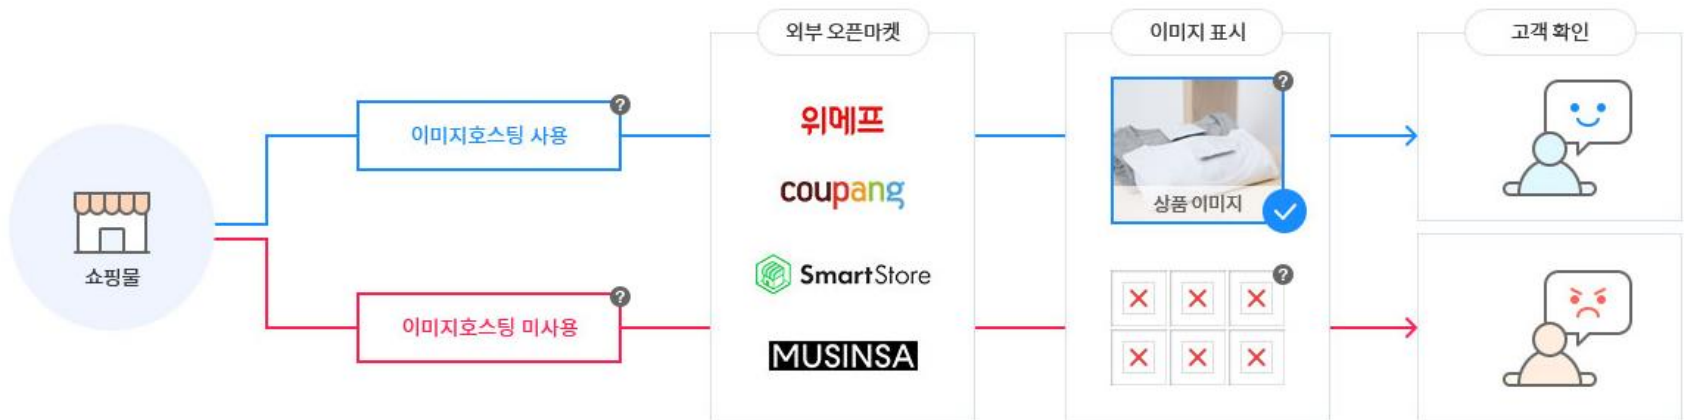 외부 오픈마켓
이미지 표시
고객 확인
쇼핑물
이미지호스팅 사용
?
이미지호스팅 미사용
?
위메프
coupang
SmartStore
MUSINSA
?
상품 이미지
?